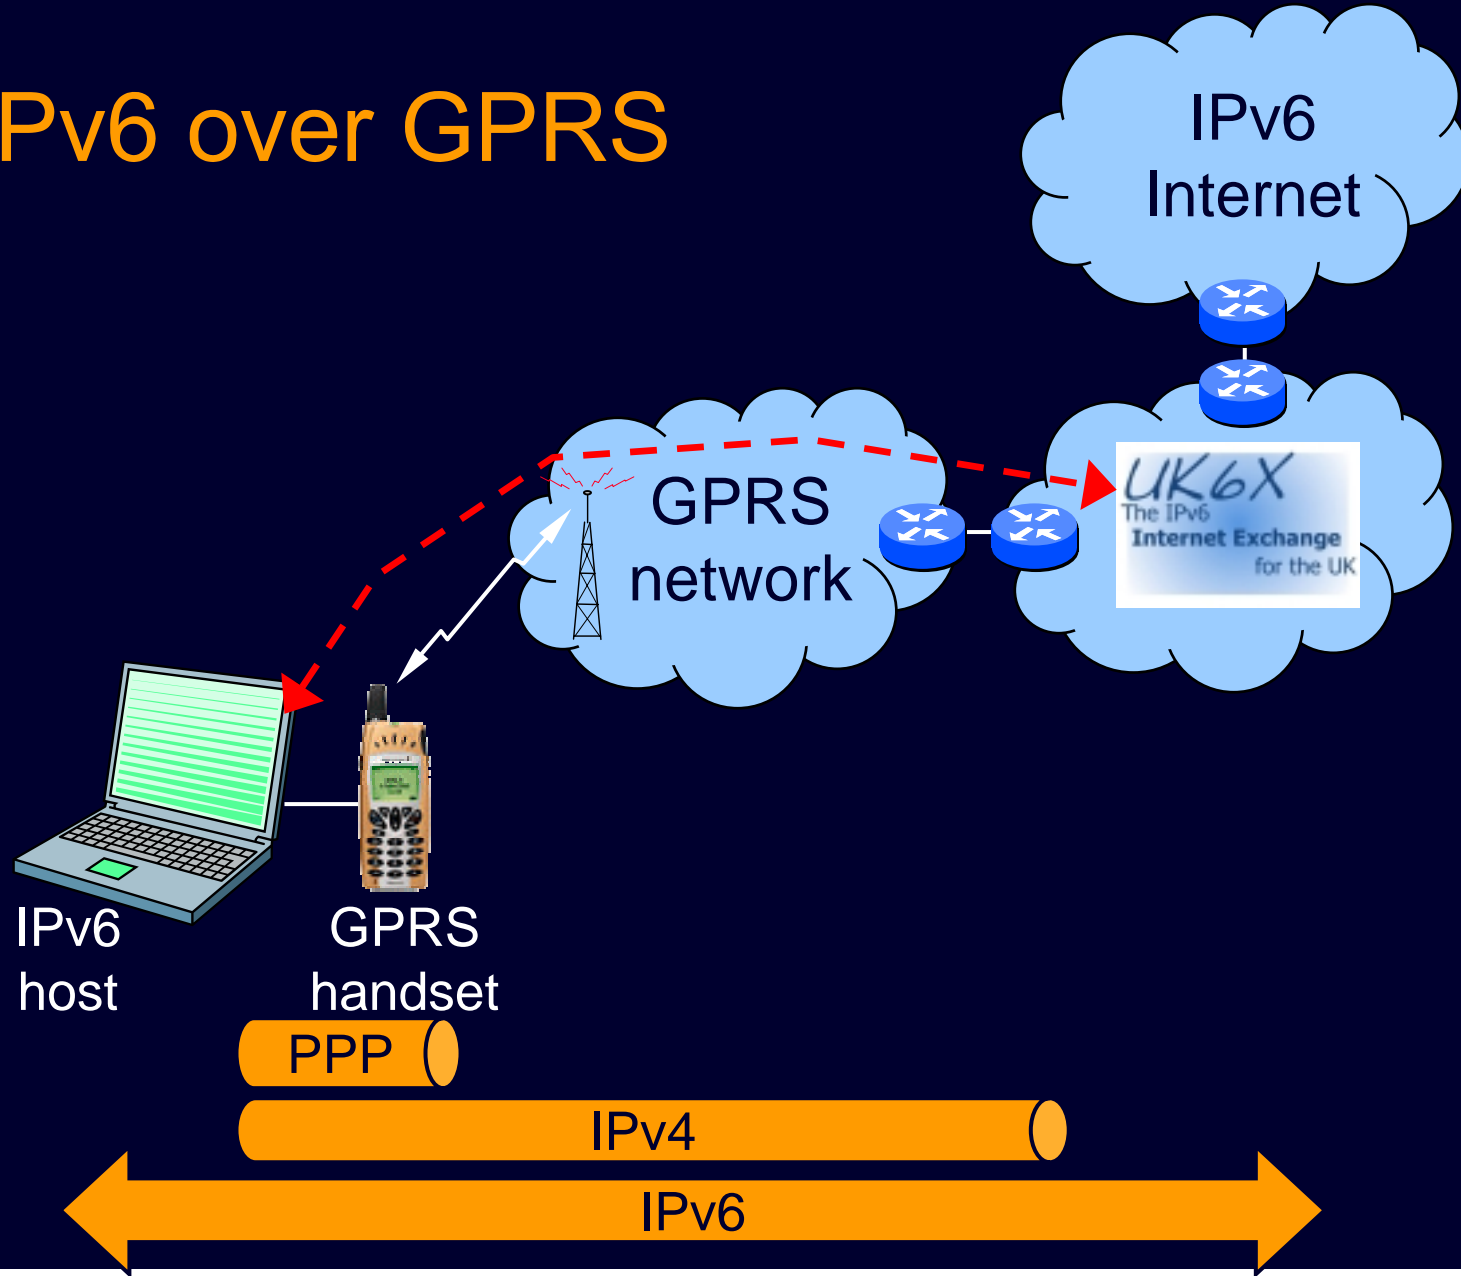 Pv6 over GPRS
IPv6
Internet
GPRS
network
UK6X
The IPv6
Internet Exchange
for the UK
IPv6
host
GPRS
handset
PPP
IPv4
IPv6